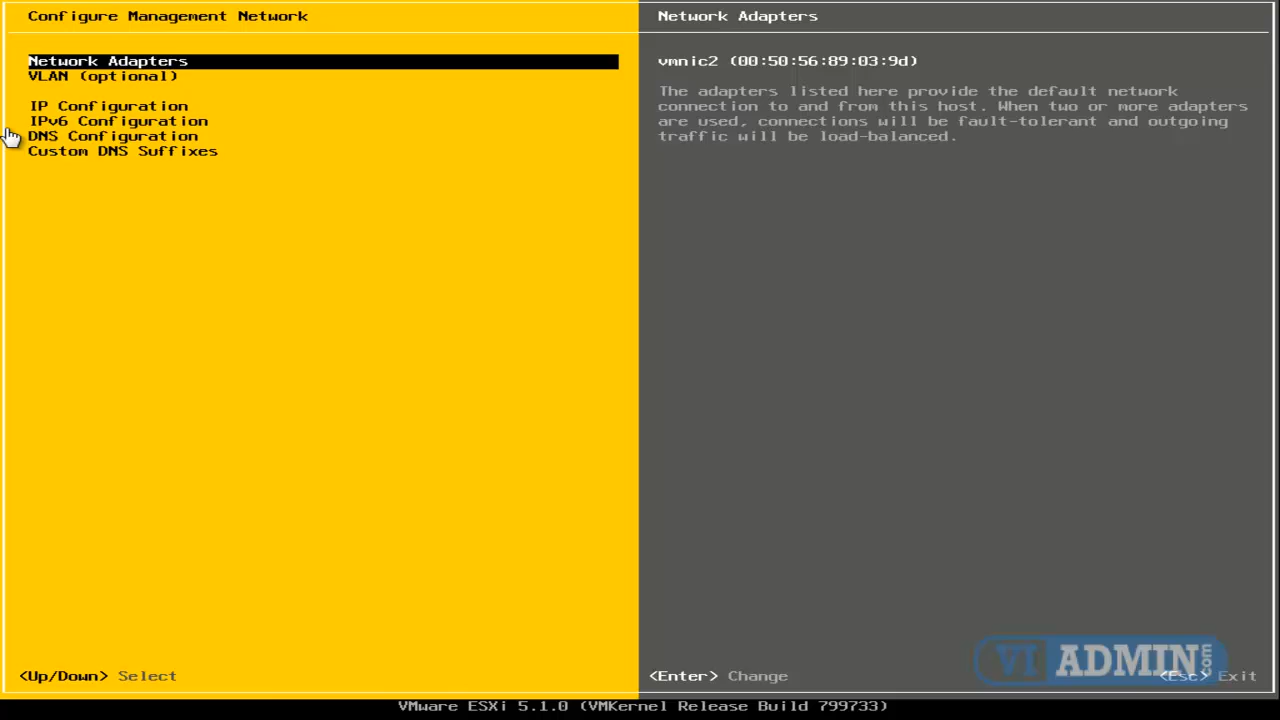 Configure Management Network
Network Adapters
VLAN (optional)
IP Configuration
IPv6 Configuration
DNS Configuration
Custom DNS Suffixes
<Up/Down> Select
Network Adapters
vmnic2 (00:50:56:89:03:9d)
The adapters listed here provide the default network
connection to and from this host. When two or more adapters
are used, connections will be fault-tolerant and outgoing
traffic will be load-balanced.
VI ADMIN.com
<Enter> Change
<Esc> Exit
VMware ESXi 5.1.0 (VMKernel Release Build 799733)